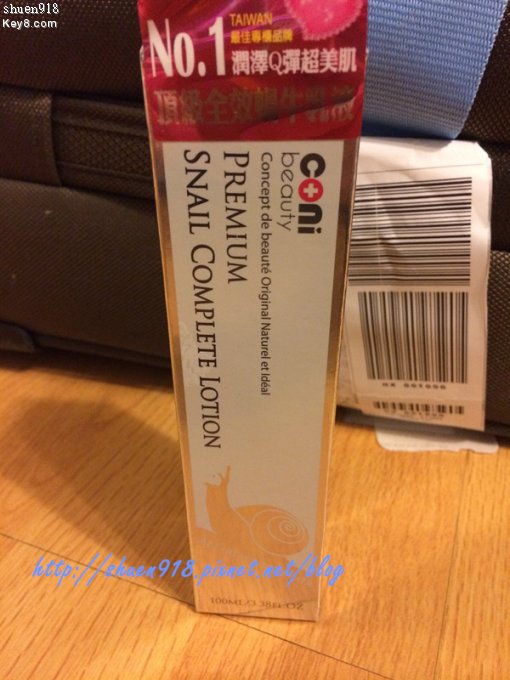 shuen918
Key8.com
TAIWAN
最佳專櫃品牌
No.1 潤澤Q彈超美肌
頂級全效蝸牛乳液
coni
beauty
Concept de beauté Original Naturel et Idéal
PREMIUM
SNAIL COMPLETE LOTION
http://shuen918.pixnet.net/blog
100ML/3.38FL.OZ